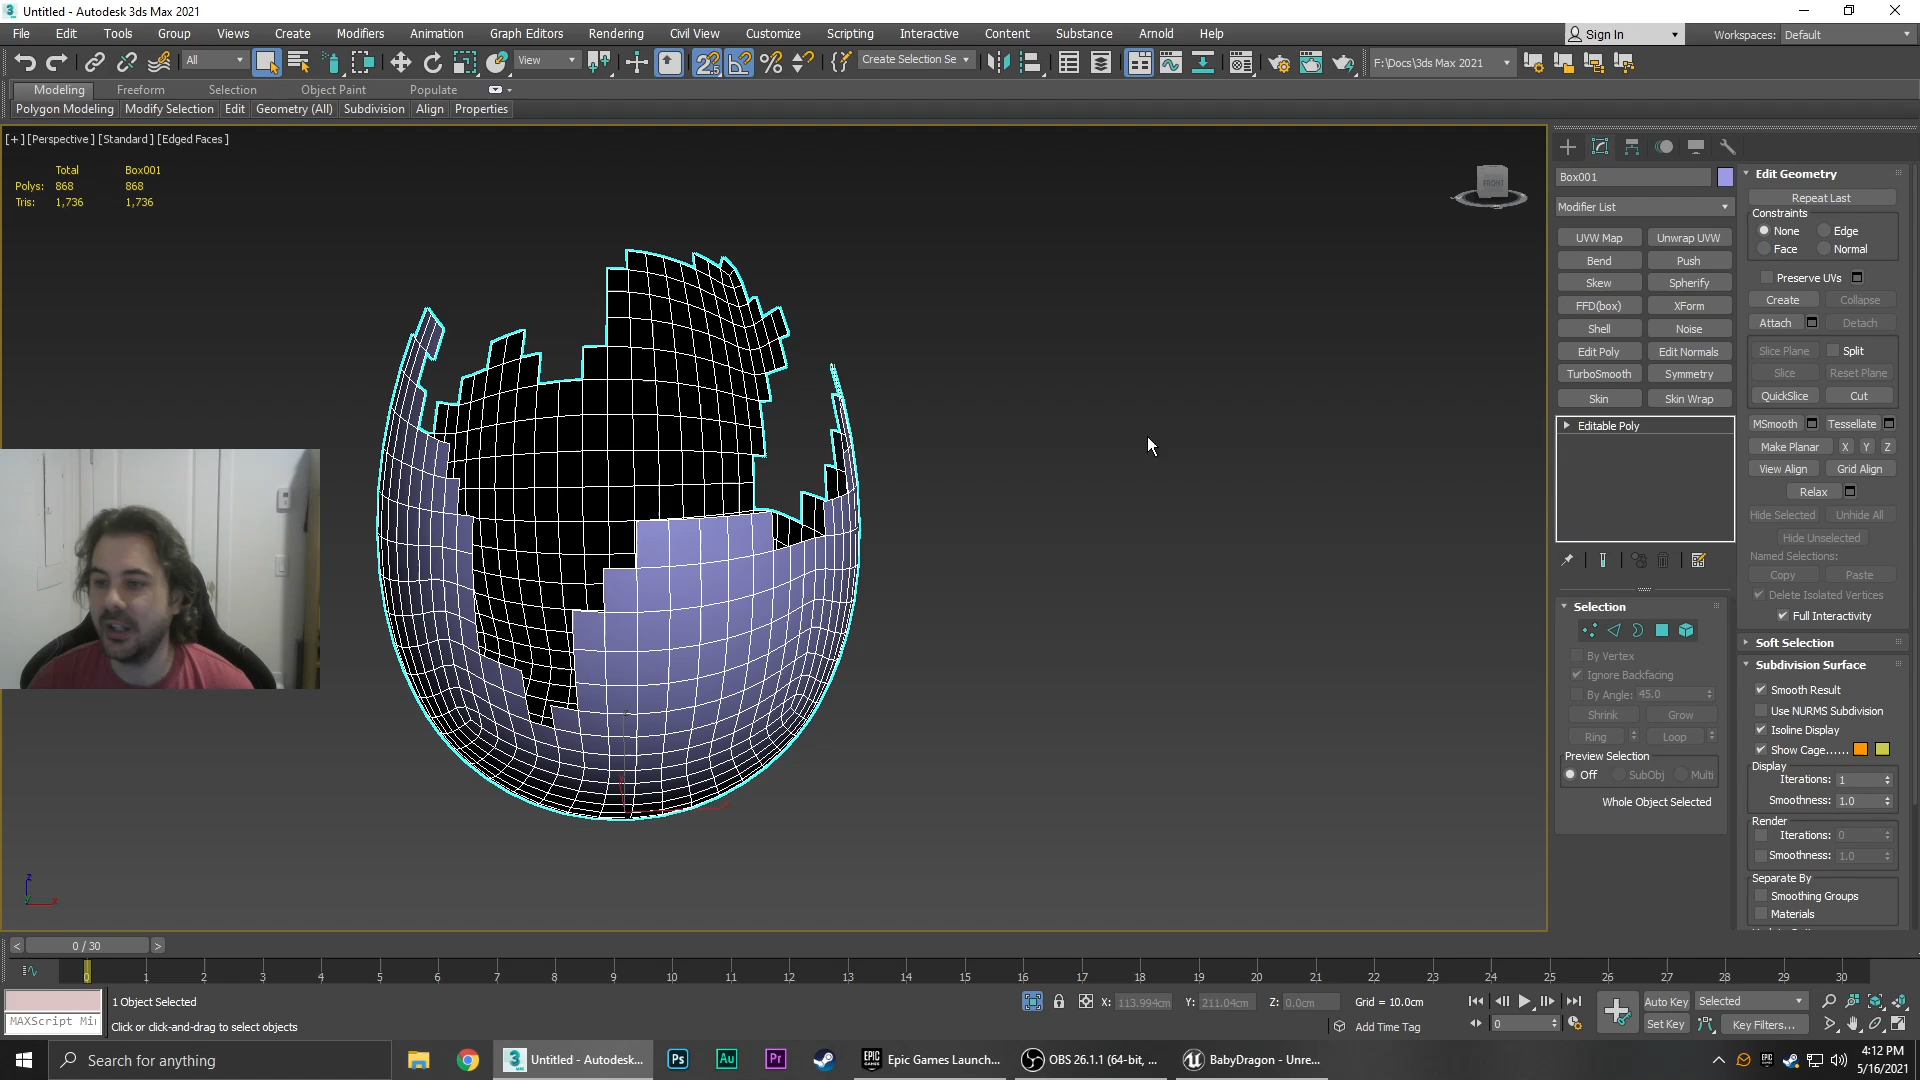 Untitled - Autodesk 3ds Max 2021
File Edit Tools Group Views Create Modifiers Animation Graph Editors Rendering Civil View Customize Scripting Interactive Content Substance Arnold Help
Sign In Workspaces: Default
All View Create Selection Se F:\Docs\3ds Max 2021
Modeling Freeform Selection Object Paint Populate
Polygon Modeling Modify Selection Edit Geometry (All) Subdivision Align Properties
[+] [Perspective] [Standard] [Edged Faces]
Total Box001
Polys: 868 868
Tris: 1,736 1,736
FRONT
Box001
Modifier List
UVW Map Unwrap UVW
Bend Push
Skew Spherify
FFD(box) XForm
Shell Noise
Edit Poly Edit Normals
TurboSmooth Symmetry
Skin Skin Wrap
Editable Poly
Selection
By Vertex
Ignore Backfacing
By Angle: 45.0
Shrink Grow
Ring Loop
Preview Selection
Off SubObj Multi
Whole Object Selected
Edit Geometry
Repeat Last
Constraints
None Edge
Face Normal
Preserve UVs
Create Collapse
Attach Detach
Slice Plane Split
Slice Reset Plane
QuickSlice Cut
MSmooth Tessellate
Make Planar X Y Z
View Align Grid Align
Relax
Hide Selected Unhide All
Hide Unselected
Named Selections:
Copy Paste
Delete Isolated Vertices
Full Interactivity
Soft Selection
Subdivision Surface
Smooth Result
Use NURMS Subdivision
Isoline Display
Show Cage......
Display
Iterations: 1
Smoothness: 1.0
Render
Iterations: 0
Smoothness: 1.0
Separate By
Smoothing Groups
Materials
z
x
< 0 / 30 >
0 1 2 3 4 5 6 7 8 9 10 11 12 13 14 15 16 17 18 19 20 21 22 23 24 25 26 27 28 29 30
1 Object Selected X: 113.994cm Y: 211.04cm Z: 0.0cm Grid = 10.0cm Auto Key Selected
MAXScript Mi Click or click-and-drag to select objects Add Time Tag 0 Set Key Key Filters...
Search for anything Untitled - Autodesk... Ps Au Pr EPIC GAMES Epic Games Launch... OBS 26.1.1 (64-bit, ... BabyDragon - Unre... 4:12 PM
5/16/2021